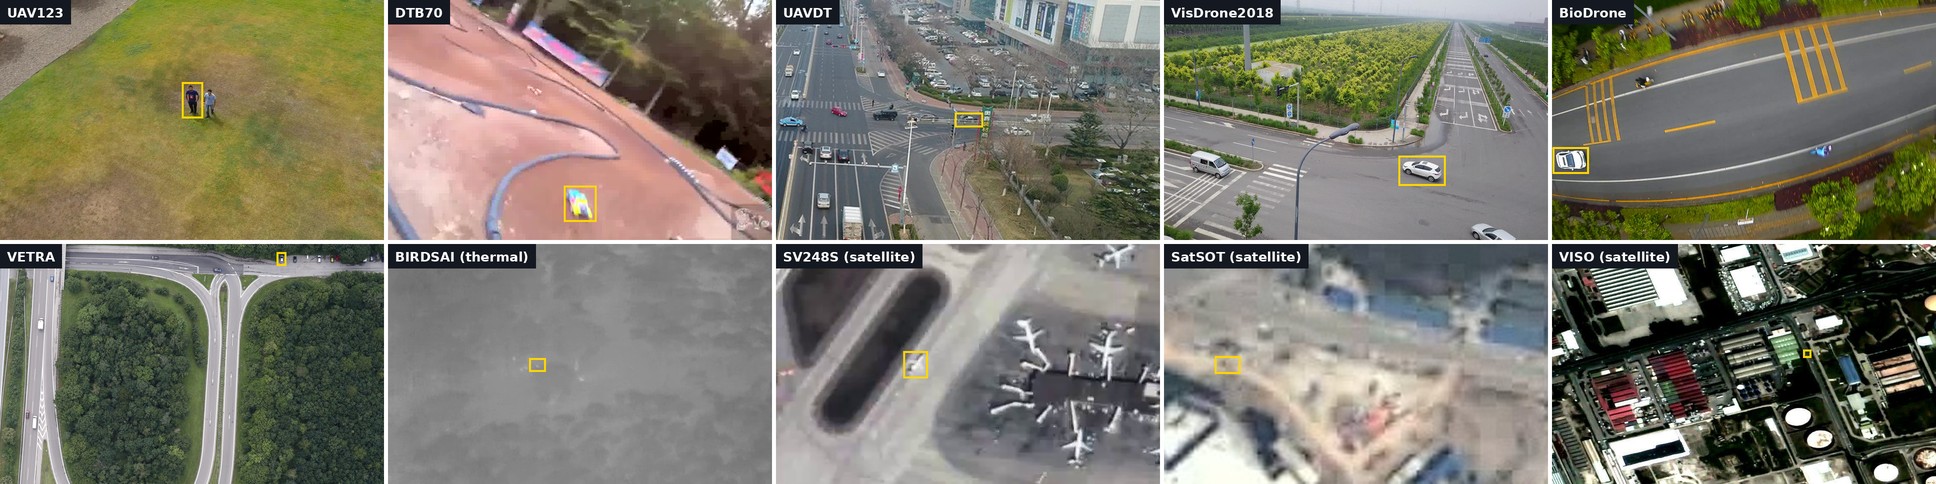 UAV123
DTB70
UAVDT
VisDrone2018
BioDrone
VETRA
BIRDSAI (thermal)
SV248S (satellite)
SatSOT (satellite)
VISO (satellite)